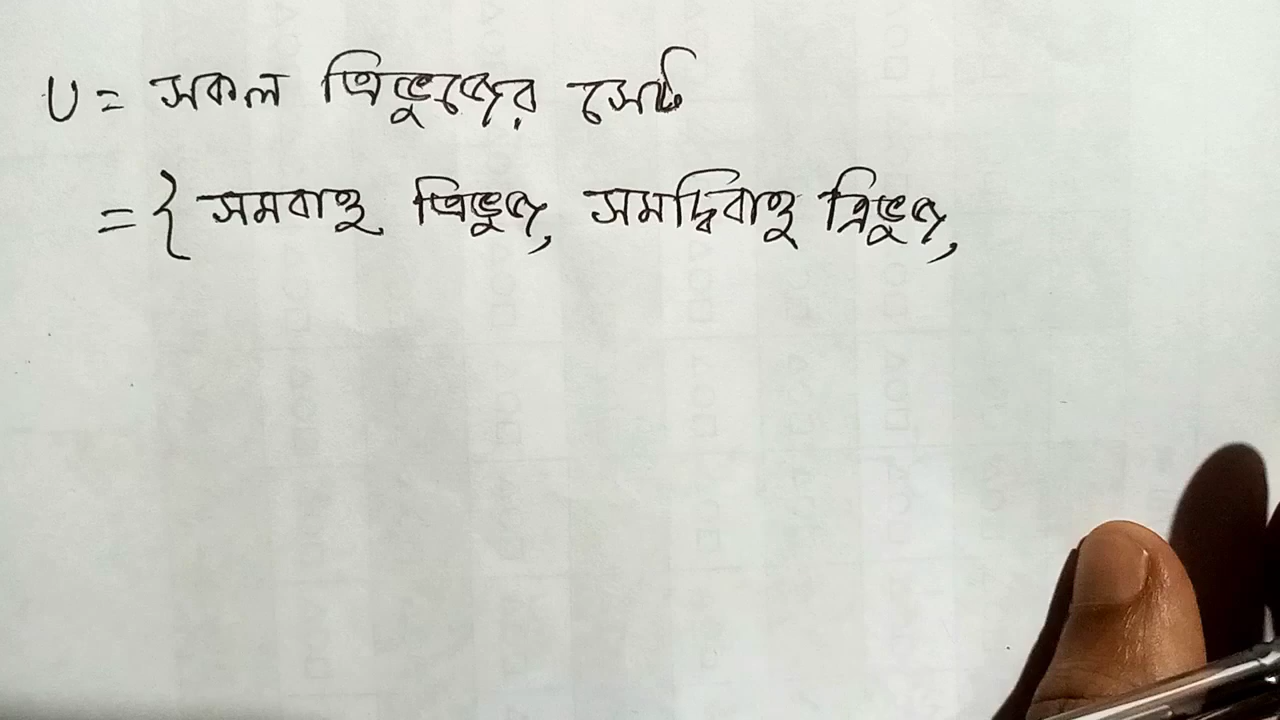 U = সকল ত্রিভুজের সেট
= { সমবাহু ত্রিভুজ, সমদ্বিবাহু ত্রিভুজ,